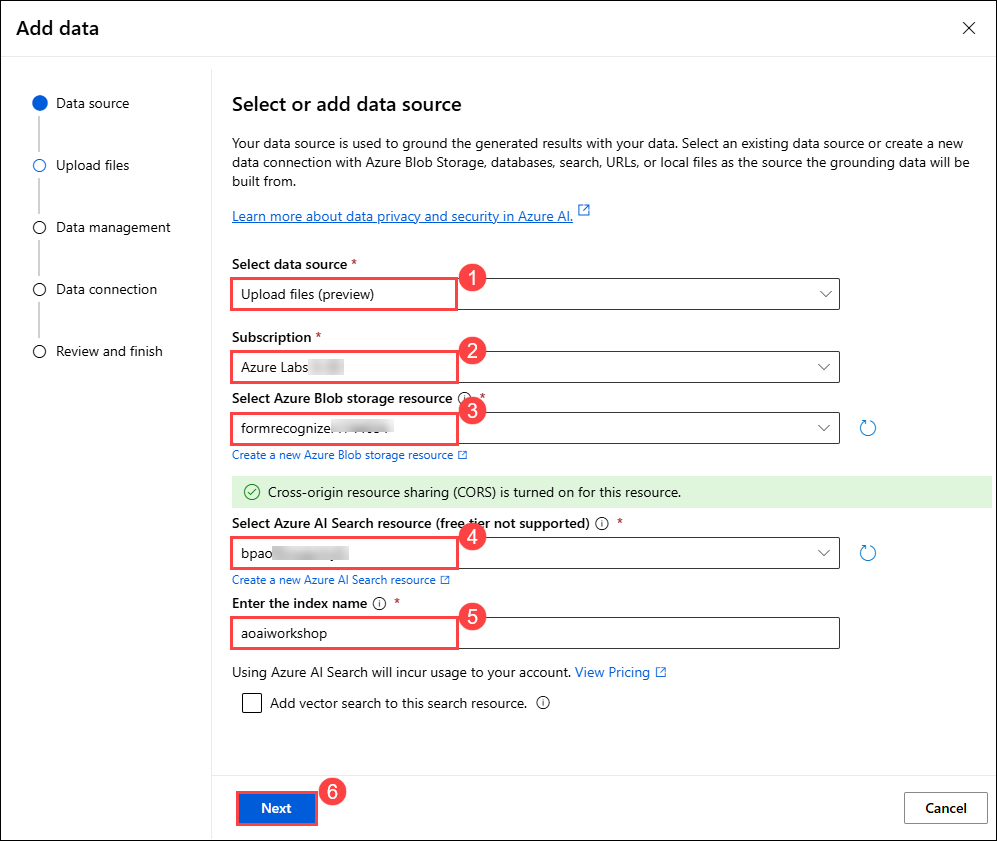 Add data
Data source
Upload files
Data management
Data connection
Review and finish
Select or add data source
Your data source is used to ground the generated results with your data. Select an existing data source or create a new
data connection with Azure Blob Storage, databases, search, URLs, or local files as the source the grounding data will be
built from.
Learn more about data privacy and security in Azure AI.
Select data source *
1
Upload files (preview)
Subscription *
2
Azure Labs
Select Azure Blob storage resource *
3
formrecognize
Create a new Azure Blob storage resource
Cross-origin resource sharing (CORS) is turned on for this resource.
Select Azure AI Search resource (free tier not supported) *
4
bpao
Create a new Azure AI Search resource
Enter the index name *
5
aoaiworkshop
Using Azure AI Search will incur usage to your account. View Pricing
Add vector search to this search resource.
6
Next
Cancel